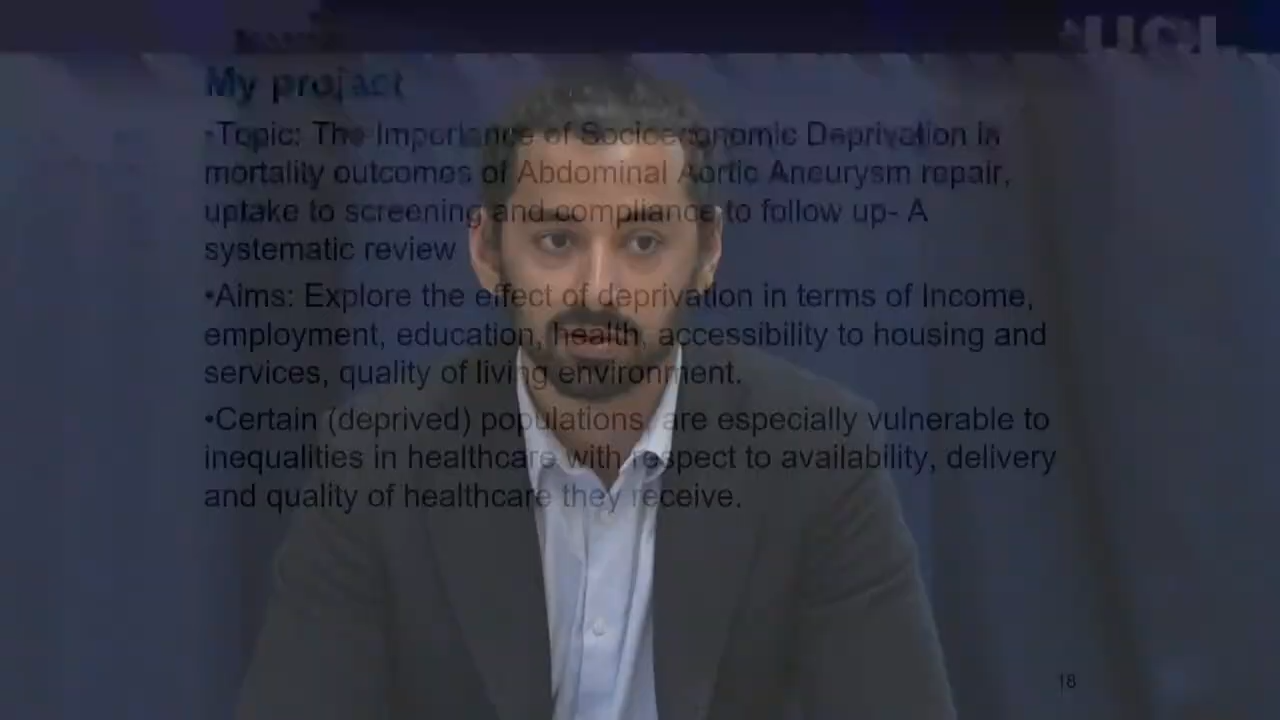 UCL
My project
•Topic: The Importance of Socioeconomic Deprivation in
mortality outcomes of Abdominal Aortic Aneurysm repair,
uptake to screening and compliance to follow up- A
systematic review
•Aims: Explore the effect of deprivation in terms of Income,
employment, education, health, accessibility to housing and
services, quality of living environment.
•Certain (deprived) populations, are especially vulnerable to
inequalities in healthcare with respect to availability, delivery
and quality of healthcare they receive.
18